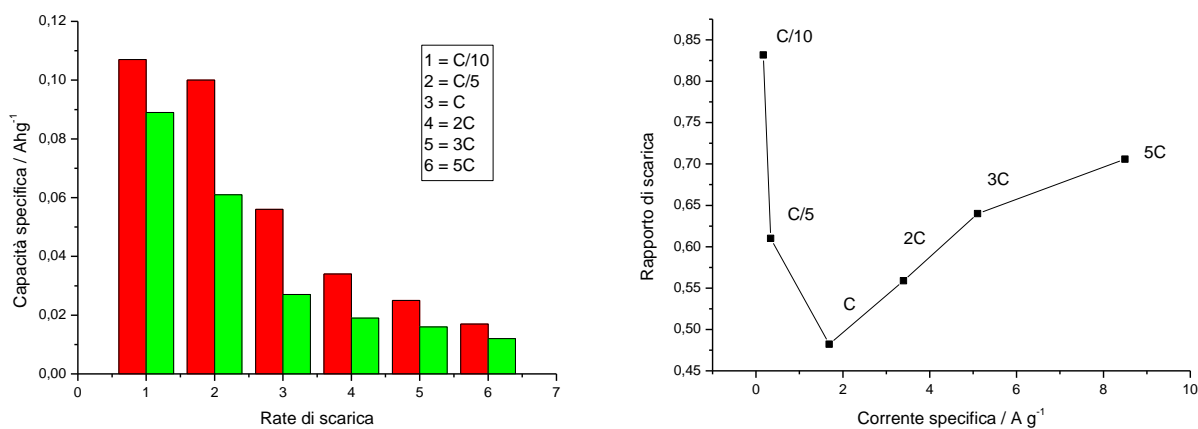 0,12
0,10
0,08
0,06
0,04
0,02
0,00
Capacità specifica / Ahg-1
1 = C/10
2 = C/5
3 = C
4 = 2C
5 = 3C
6 = 5C
0 1 2 3 4 5 6 7
Rate di scarica
0,85
0,80
0,75
0,70
0,65
0,60
0,55
0,50
0,45
Rapporto di scarica
C/10
C/5
C
2C
3C
5C
0 2 4 6 8 10
Corrente specifica / A g-1